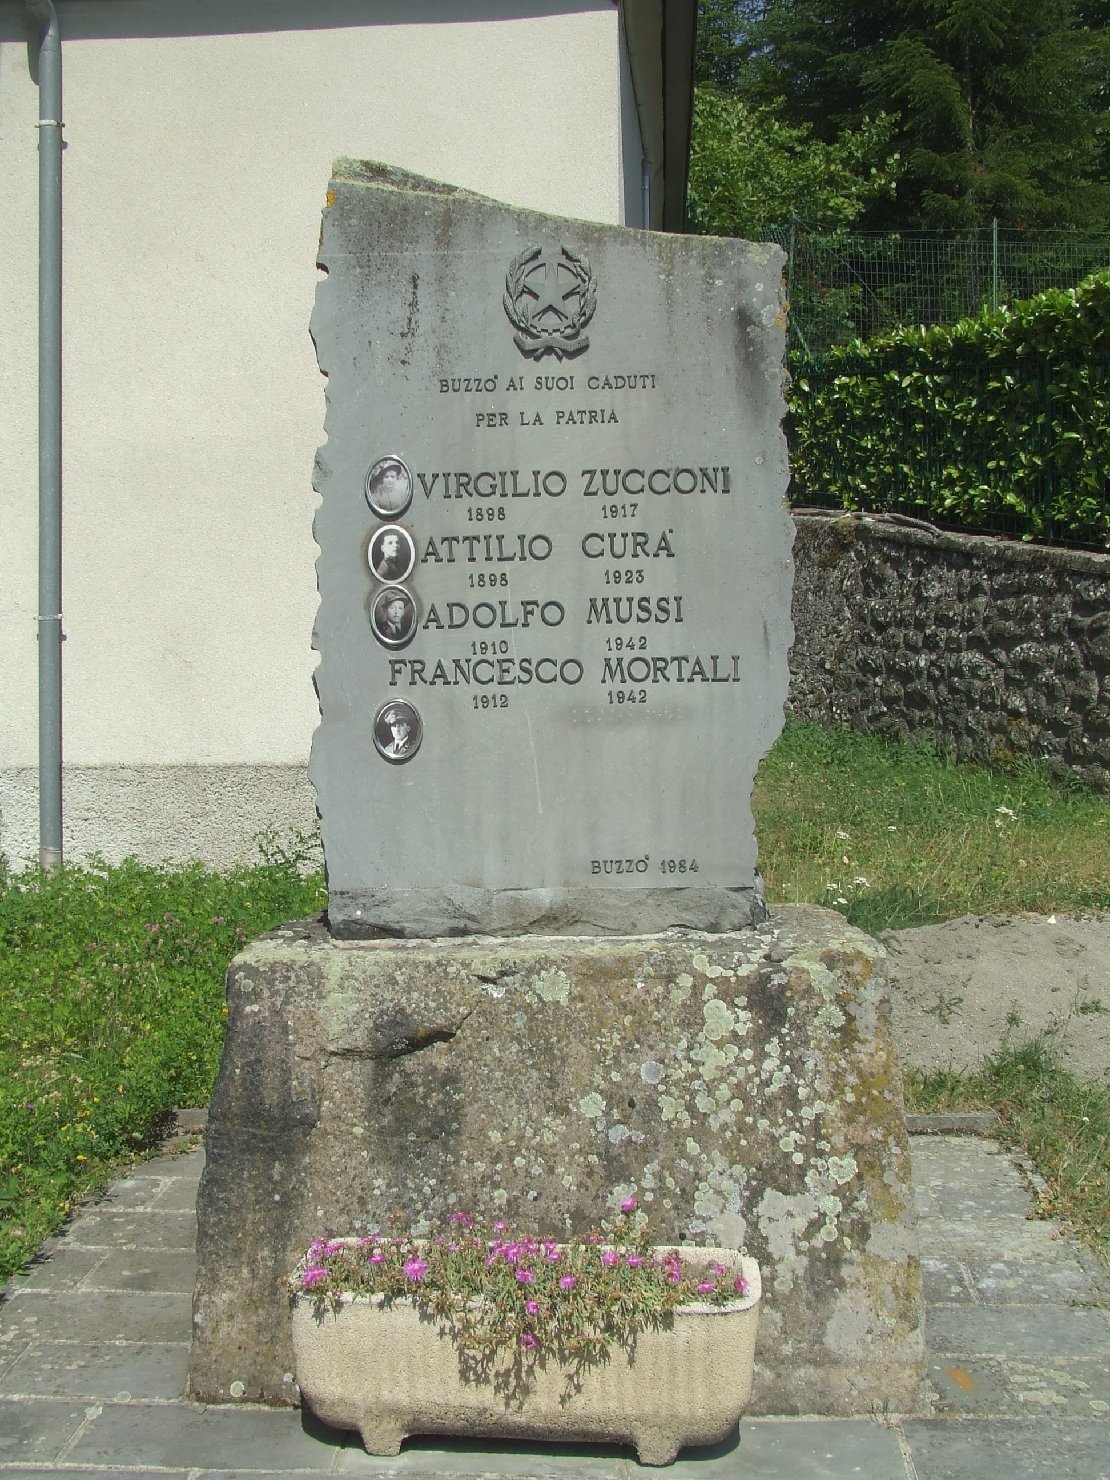 BUZZO' AI SUOI CADUTI
PER LA PATRIA
VIRGILIO ZUCCONI
1898 1917
ATTILIO CURA'
1898 1923
ADOLFO MUSSI
1910 1942
FRANCESCO MORTALI
1912 1942
BUZZO' 1984